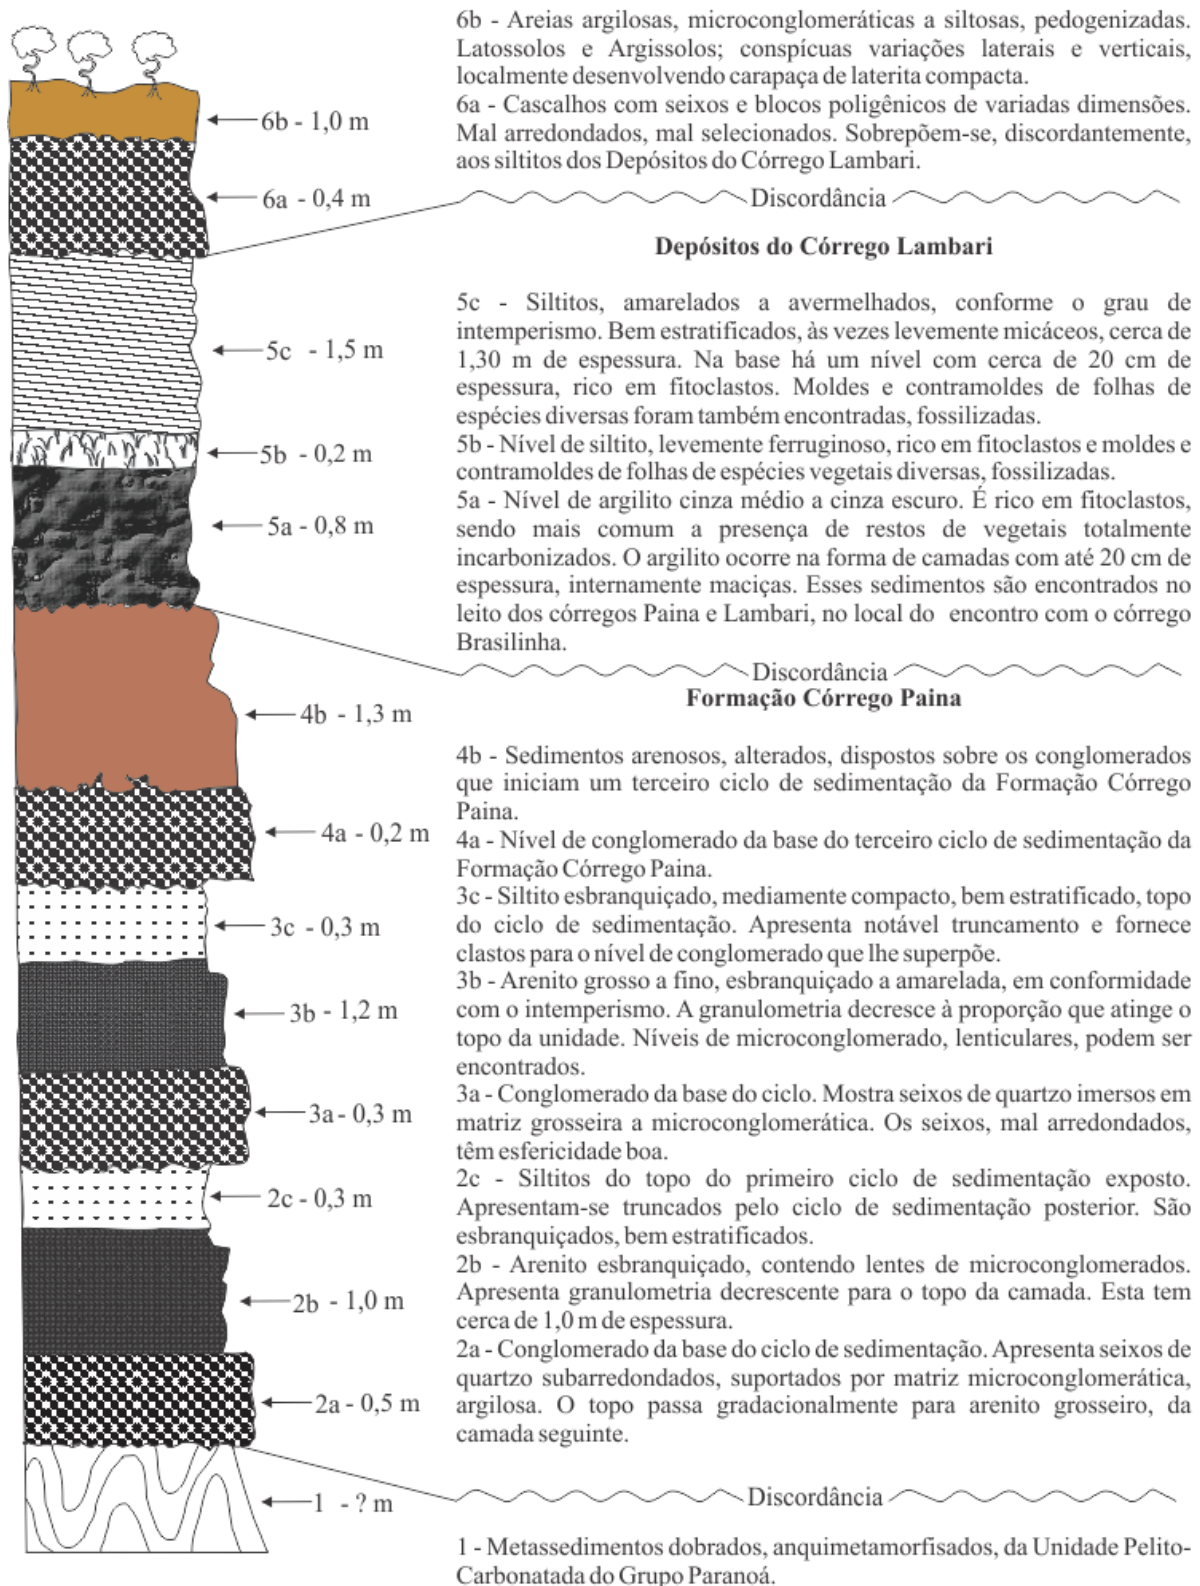 6b - Areias argilosas, microconglomeráticas a siltosas, pedogenizadas.
Latossolos e Argissolos; conspícuas variações laterais e verticais,
localmente desenvolvendo carapaça de laterita compacta.
6a - Cascalhos com seixos e blocos poligênicos de variadas dimensões.
Mal arredondados, mal selecionados. Sobrepõem-se, discordantemente,
aos siltitos dos Depósitos do Córrego Lambari.
Discordância
Depósitos do Córrego Lambari
5c - Siltitos, amarelados a avermelhados, conforme o grau de
intemperismo. Bem estratificados, às vezes levemente micáceos, cerca de
1,30 m de espessura. Na base há um nível com cerca de 20 cm de
espessura, rico em fitoclastos. Moldes e contramoldes de folhas de
espécies diversas foram também encontradas, fossilizadas.
5b - Nível de siltito, levemente ferruginoso, rico em fitoclastos e moldes e
contramoldes de folhas de espécies vegetais diversas, fossilizadas.
5a - Nível de argilito cinza médio a cinza escuro. É rico em fitoclastos,
sendo mais comum a presença de restos de vegetais totalmente
incarbonizados. O argilito ocorre na forma de camadas com até 20 cm de
espessura, internamente maciças. Esses sedimentos são encontrados no
leito dos córregos Paina e Lambari, no local do encontro com o córrego
Brasilinha.
Discordância
Formação Córrego Paina
4b - Sedimentos arenosos, alterados, dispostos sobre os conglomerados
que iniciam um terceiro ciclo de sedimentação da Formação Córrego
Paina.
4a - Nível de conglomerado da base do terceiro ciclo de sedimentação da
Formação Córrego Paina.
3c - Siltito esbranquiçado, mediamente compacto, bem estratificado, topo
do ciclo de sedimentação. Apresenta notável truncamento e fornece
clastos para o nível de conglomerado que lhe superpõe.
3b - Arenito grosso a fino, esbranquiçado a amarelada, em conformidade
com o intemperismo. A granulometria decresce à proporção que atinge o
topo da unidade. Níveis de microconglomerado, lenticulares, podem ser
encontrados.
3a - Conglomerado da base do ciclo. Mostra seixos de quartzo imersos em
matriz grosseira a microconglomerática. Os seixos, mal arredondados,
têm esfericidade boa.
2c - Siltitos do topo do primeiro ciclo de sedimentação exposto.
Apresentam-se truncados pelo ciclo de sedimentação posterior. São
esbranquiçados, bem estratificados.
2b - Arenito esbranquiçado, contendo lentes de microconglomerados.
Apresenta granulometria decrescente para o topo da camada. Esta tem
cerca de 1,0 m de espessura.
2a - Conglomerado da base do ciclo de sedimentação. Apresenta seixos de
quartzo subarredondados, suportados por matriz microconglomerática,
argilosa. O topo passa gradacionalmente para arenito grosseiro, da
camada seguinte.
Discordância
1 - Metassedimentos dobrados, anquimetamorfisados, da Unidade Pelito-
Carbonatada do Grupo Paranoá.
6b - 1,0 m
6a - 0,4 m
5c - 1,5 m
5b - 0,2 m
5a - 0,8 m
4b - 1,3 m
4a - 0,2 m
3c - 0,3 m
3b - 1,2 m
3a - 0,3 m
2c - 0,3 m
2b - 1,0 m
2a - 0,5 m
1 - ? m